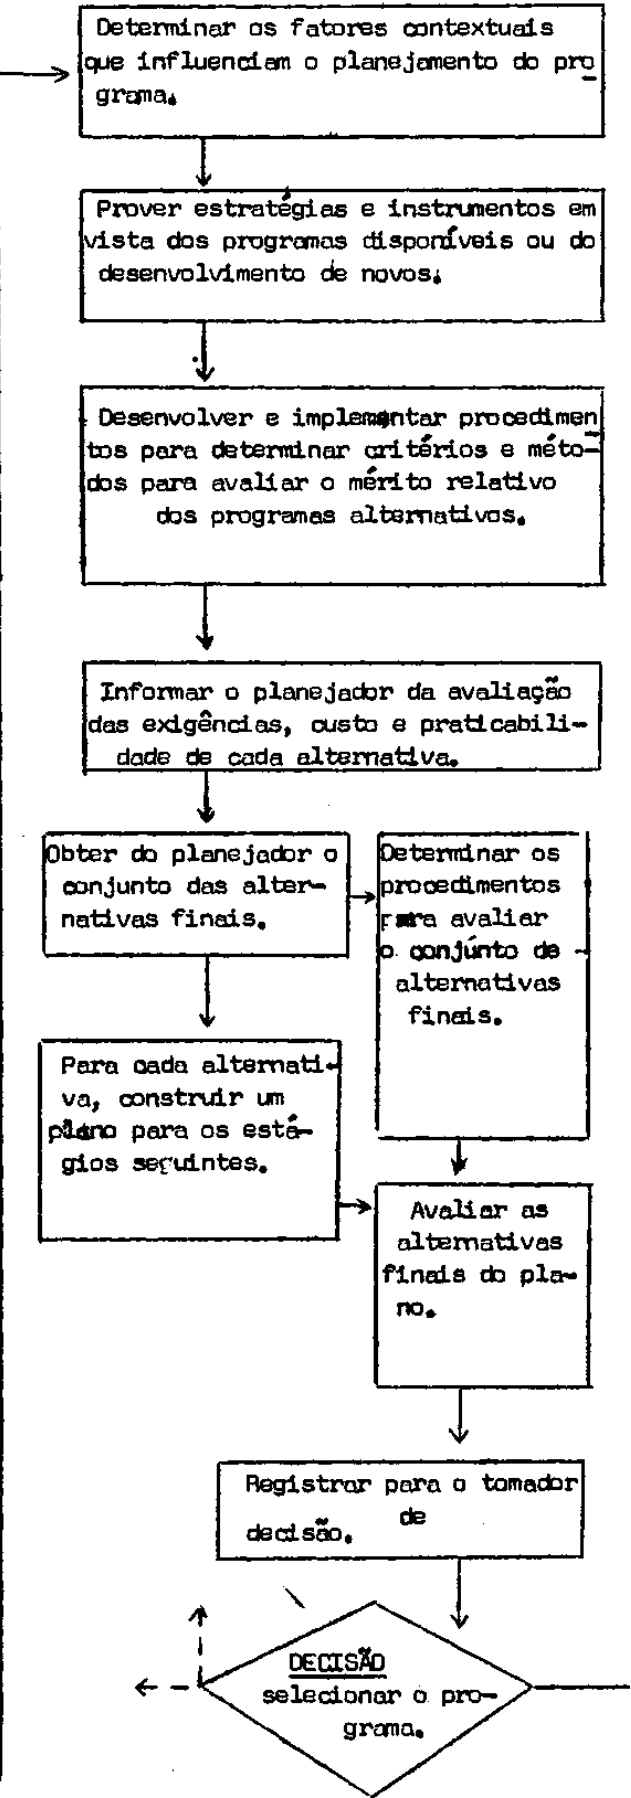 Determinar os fatores contextuais
que influenciam o planejamento do pro
grama.
Prover estratégias e instrumentos em
vista dos programas disponíveis ou do
desenvolvimento de novos.
Desenvolver e implementar procedimen
tos para determinar critérios e méto-
dos para avaliar o mérito relativo
dos programas alternativos.
Informar o planejador da avaliação
das exigências, custo e praticabili-
dade de cada alternativa.
Obter do planejador o
conjunto das alter-
nativas finais.
Determinar os
procedimentos
para avaliar
o conjunto de
alternativas
finais.
Para cada alternati-
va, construir um
plano para os está-
gios seguintes.
Avaliar as
alternativas
finais do pla-
no.
Registrar para o tomador
de
decisão.
DECISÃO
selecionar o pro-
grama.